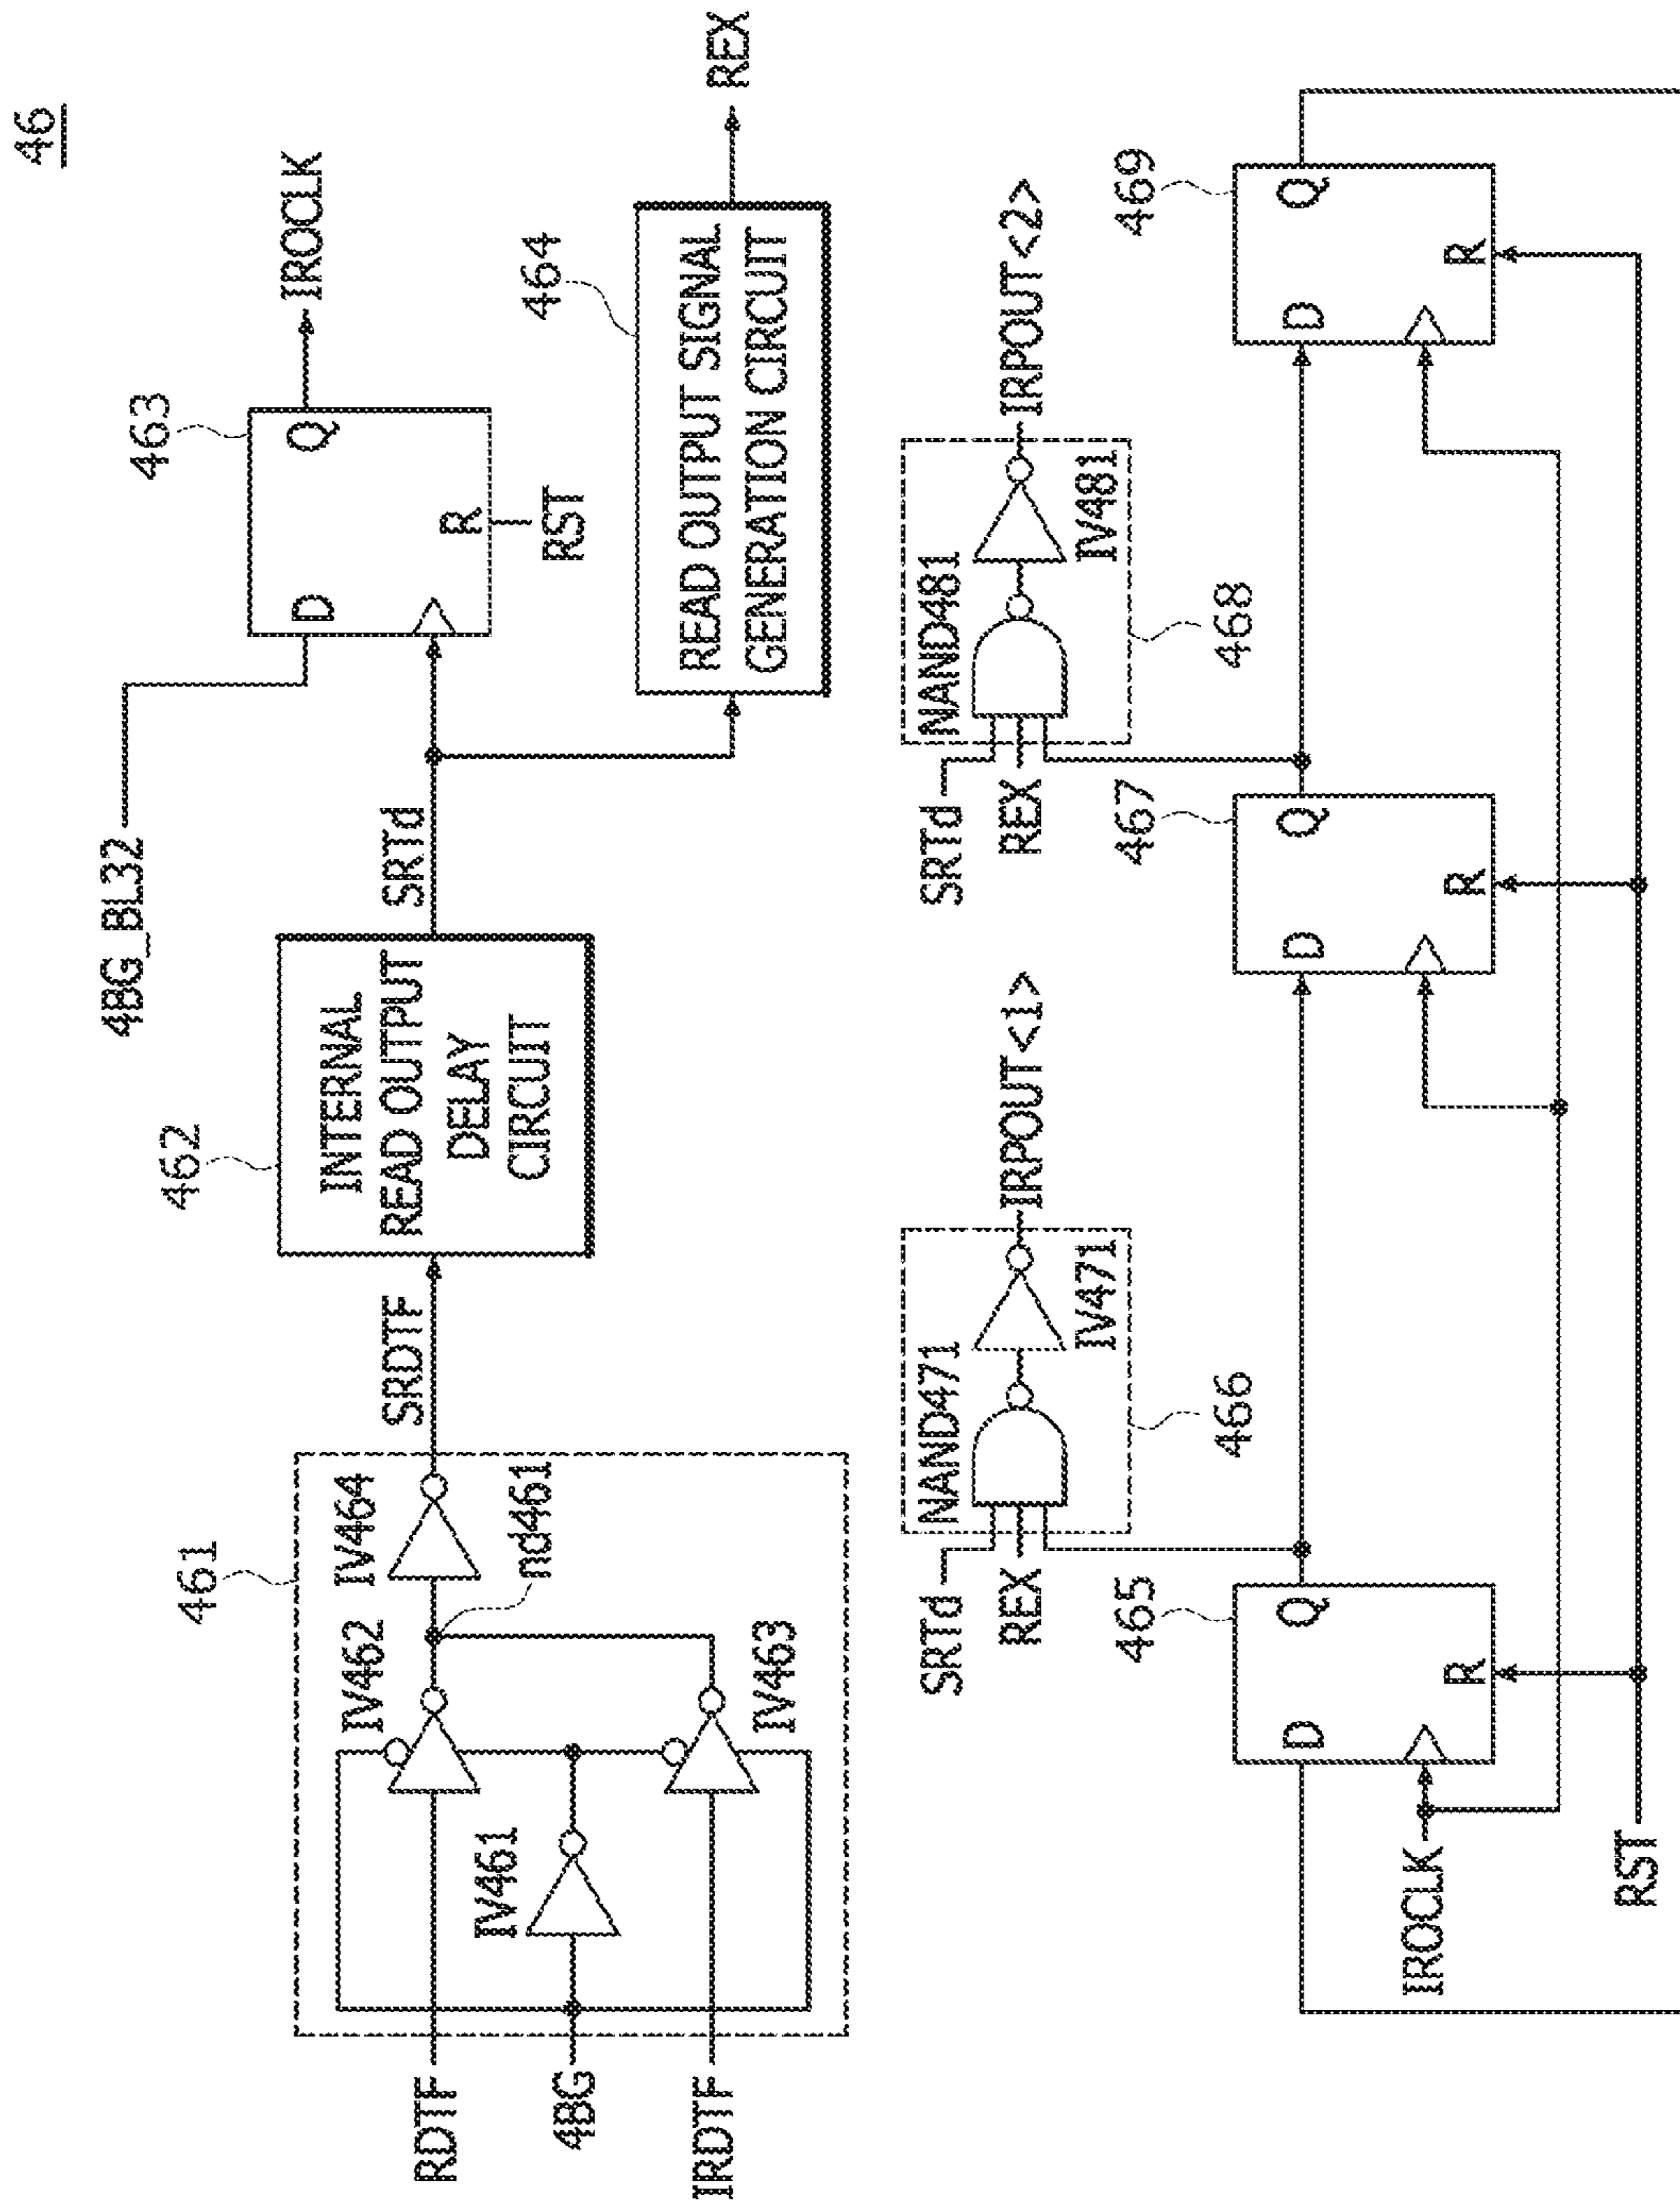 46
RDTF
4BG
IRDTF
461
IV461
IV462
IV463
IV464
nd461
SRDTF
462
INTERNAL
READ OUTPUT
DELAY
CIRCUIT
SRTd
4BG_BL32
463
D
Q
R
RST
IROCLK
464
READ OUTPUT SIGNAL
GENERATION CIRCUIT
REX
SRTd
REX
NAND471
IV471
466
IRPOUT<1>
SRTd
REX
NAND481
IV481
468
IRPOUT<2>
IROCLK
RST
465
D
Q
R
467
D
Q
R
469
D
Q
R